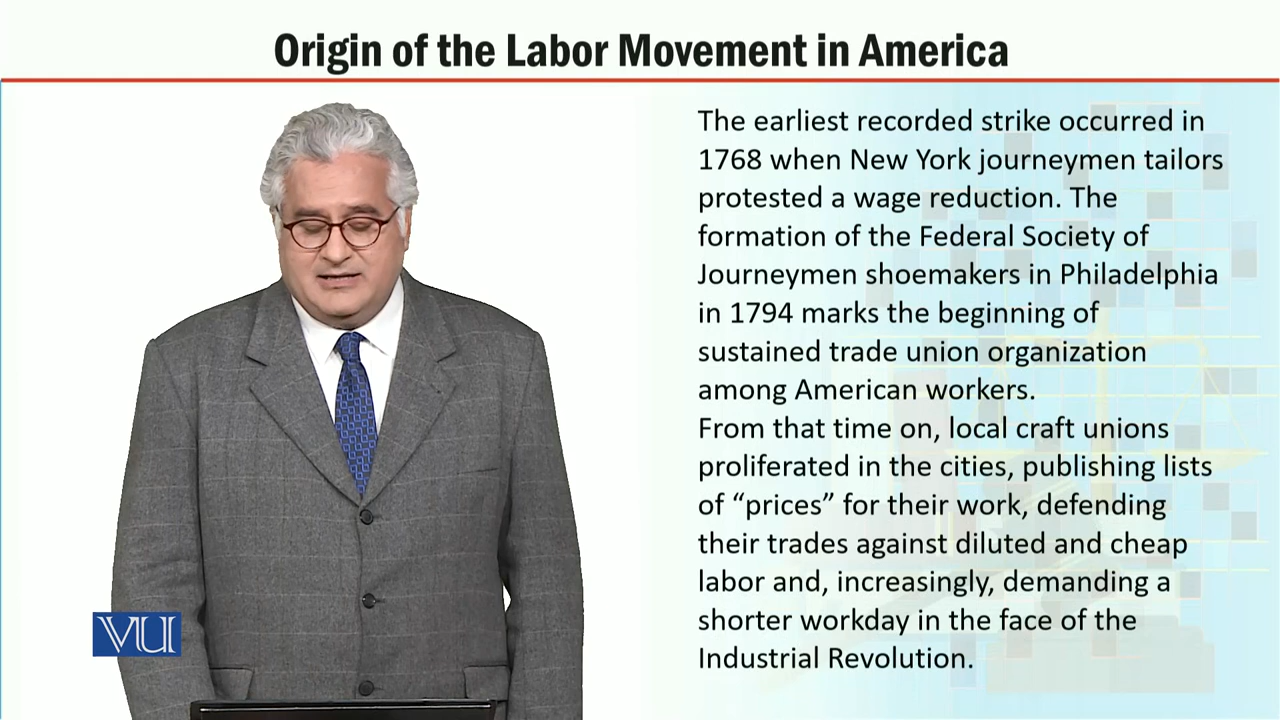 Origin of the Labor Movement in America
The earliest recorded strike occurred in
1768 when New York journeymen tailors
protested a wage reduction. The
formation of the Federal Society of
Journeymen shoemakers in Philadelphia
in 1794 marks the beginning of
sustained trade union organization
among American workers.
From that time on, local craft unions
proliferated in the cities, publishing lists
of “prices” for their work, defending
their trades against diluted and cheap
labor and, increasingly, demanding a
shorter workday in the face of the
Industrial Revolution.
VU